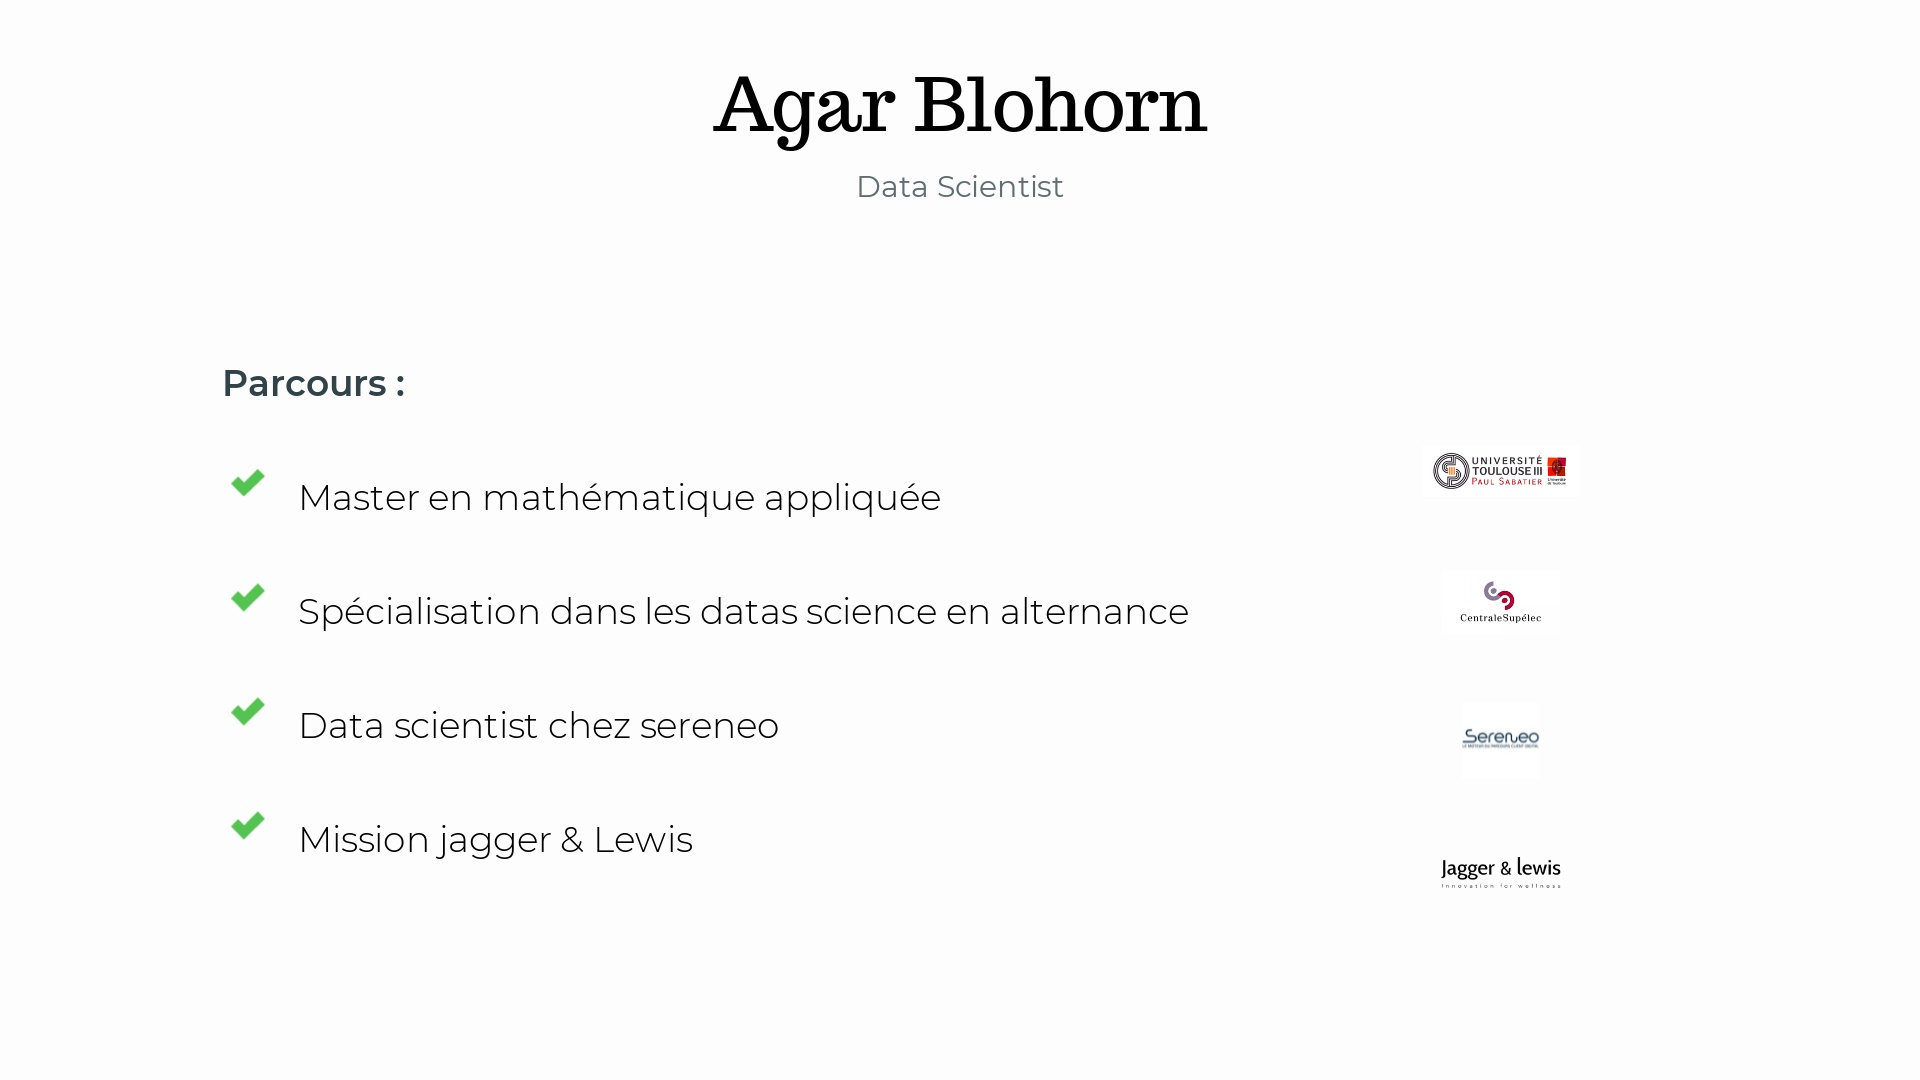 Agar Blohorn
Data Scientist
Parcours :
Master en mathématique appliquée
UNIVERSITÉ
TOULOUSE III
PAUL SABATIER
Spécialisation dans les datas science en alternance
CentraleSupélec
Data scientist chez sereneo
Sereneo
Mission jagger & Lewis
Jagger & lewis
Innovation for wellness